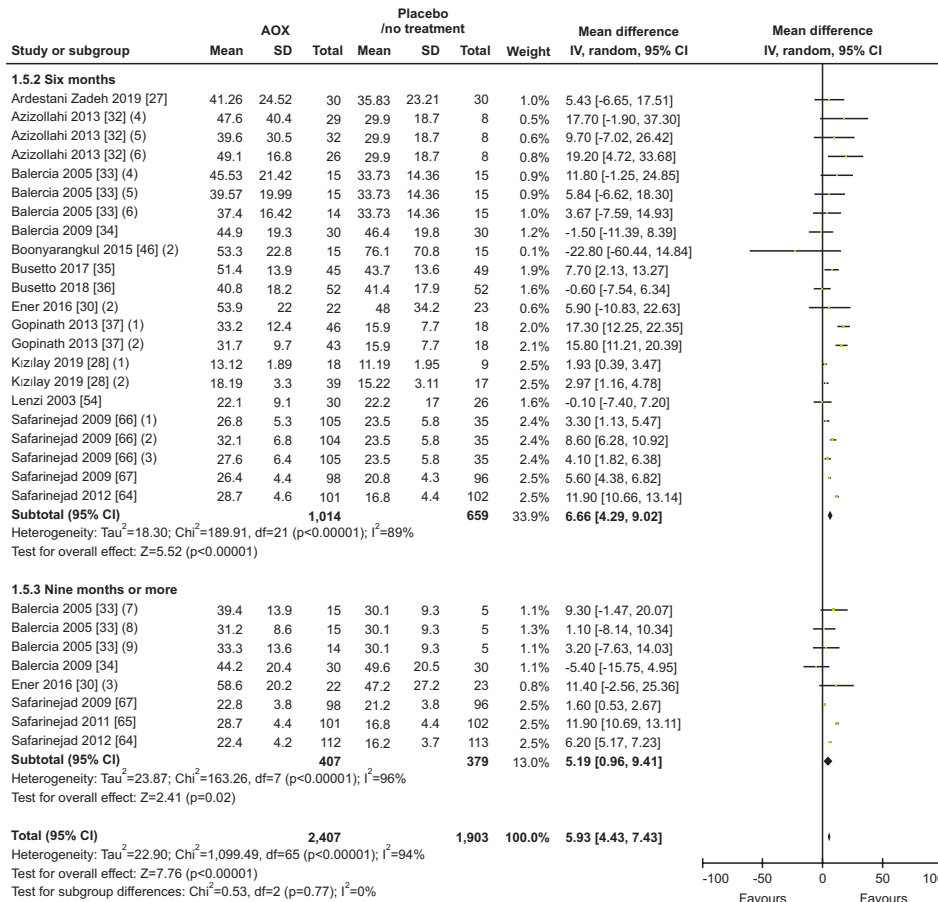 AOX Placebo /no treatment Mean difference Mean difference
Study or subgroup Mean SD Total Mean SD Total Weight IV, random, 95% CI IV, random, 95% CI
1.5.2 Six months
Ardestani Zadeh 2019 [27] 41.26 24.52 30 35.83 23.21 30 1.0% 5.43 [-6.65, 17.51]
Azizollahi 2013 [32] (4) 47.6 40.4 29 29.9 18.7 8 0.5% 17.70 [-1.90, 37.30]
Azizollahi 2013 [32] (5) 39.6 30.5 32 29.9 18.7 8 0.6% 9.70 [-7.02, 26.42]
Azizollahi 2013 [32] (6) 49.1 16.8 26 29.9 18.7 8 0.8% 19.20 [4.72, 33.68]
Balercia 2005 [33] (4) 45.53 21.42 15 33.73 14.36 15 0.9% 11.80 [-1.25, 24.85]
Balercia 2005 [33] (5) 39.57 19.99 15 33.73 14.36 15 0.9% 5.84 [-6.62, 18.30]
Balercia 2005 [33] (6) 37.4 16.42 14 33.73 14.36 15 1.0% 3.67 [-7.59, 14.93]
Balercia 2009 [34] 44.9 19.3 30 46.4 19.8 30 1.2% -1.50 [-11.39, 8.39]
Boonyarangkul 2015 [46] (2) 53.3 22.8 15 76.1 70.8 15 0.1% -22.80 [-60.44, 14.84]
Busetto 2017 [35] 51.4 13.9 45 43.7 13.6 49 1.9% 7.70 [2.13, 13.27]
Busetto 2018 [36] 40.8 18.2 52 41.4 17.9 52 1.6% -0.60 [-7.54, 6.34]
Ener 2016 [30] (2) 53.9 22 22 48 34.2 23 0.6% 5.90 [-10.83, 22.63]
Gopinath 2013 [37] (1) 33.2 12.4 46 15.9 7.7 18 2.0% 17.30 [12.25, 22.35]
Gopinath 2013 [37] (2) 31.7 9.7 43 15.9 7.7 18 2.1% 15.80 [11.21, 20.39]
Kızılay 2019 [28] (1) 13.12 1.89 18 11.19 1.95 9 2.5% 1.93 [0.39, 3.47]
Kızılay 2019 [28] (2) 18.19 3.3 39 15.22 3.11 17 2.5% 2.97 [1.16, 4.78]
Lenzi 2003 [54] 22.1 9.1 30 22.2 17 26 1.6% -0.10 [-7.40, 7.20]
Safarinejad 2009 [66] (1) 26.8 5.3 105 23.5 5.8 35 2.4% 3.30 [1.13, 5.47]
Safarinejad 2009 [66] (2) 32.1 6.8 104 23.5 5.8 35 2.4% 8.60 [6.28, 10.92]
Safarinejad 2009 [66] (3) 27.6 6.4 105 23.5 5.8 35 2.4% 4.10 [1.82, 6.38]
Safarinejad 2009 [67] 26.4 4.4 98 20.8 4.3 96 2.5% 5.60 [4.38, 6.82]
Safarinejad 2012 [64] 28.7 4.6 101 16.8 4.4 102 2.5% 11.90 [10.66, 13.14]
Subtotal (95% CI) 1,014 659 33.9% 6.66 [4.29, 9.02]
Heterogeneity: Tau²=18.30; Chi²=189.91, df=21 (p<0.00001); I²=89%
Test for overall effect: Z=5.52 (p<0.00001)
1.5.3 Nine months or more
Balercia 2005 [33] (7) 39.4 13.9 15 30.1 9.3 5 1.1% 9.30 [-1.47, 20.07]
Balercia 2005 [33] (8) 31.2 8.6 15 30.1 9.3 5 1.3% 1.10 [-8.14, 10.34]
Balercia 2005 [33] (9) 33.3 13.6 14 30.1 9.3 5 1.1% 3.20 [-7.63, 14.03]
Balercia 2009 [34] 44.2 20.4 30 49.6 20.5 30 1.1% -5.40 [-15.75, 4.95]
Ener 2016 [30] (3) 58.6 20.2 22 47.2 27.2 23 0.8% 11.40 [-2.56, 25.36]
Safarinejad 2009 [67] 22.8 3.8 98 21.2 3.8 96 2.5% 1.60 [0.53, 2.67]
Safarinejad 2011 [65] 28.7 4.4 101 16.8 4.4 102 2.5% 11.90 [10.69, 13.11]
Safarinejad 2012 [64] 22.4 4.2 112 16.2 3.7 113 2.5% 6.20 [5.17, 7.23]
Subtotal (95% CI) 407 379 13.0% 5.19 [0.96, 9.41]
Heterogeneity: Tau²=23.87; Chi²=163.26, df=7 (p<0.00001); I²=96%
Test for overall effect: Z=2.41 (p=0.02)
Total (95% CI) 2,407 1,903 100.0% 5.93 [4.43, 7.43]
Heterogeneity: Tau²=22.90; Chi²=1,099.49, df=65 (p<0.00001); I²=94%
Test for overall effect: Z=7.76 (p<0.00001)
Test for subgroup differences: Chi²=0.53, df=2 (p=0.77); I²=0%
-100 -50 0 50 100
Favours Favours